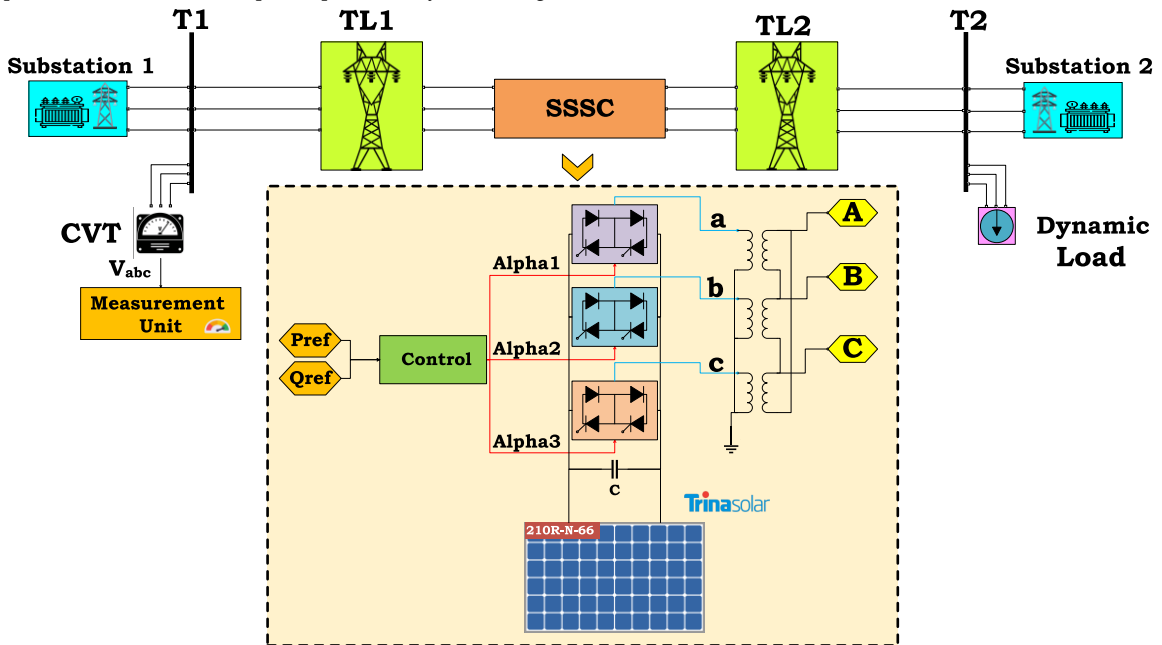 T1
TL1
TL2
T2
Substation 1
Substation 2
SSSC
CVT
Vabc
Measurement
Unit
Dynamic
Load
Pref
Qref
Control
Alpha1
Alpha2
Alpha3
a
b
c
A
B
C
C
Trinasolar
210R-N-66